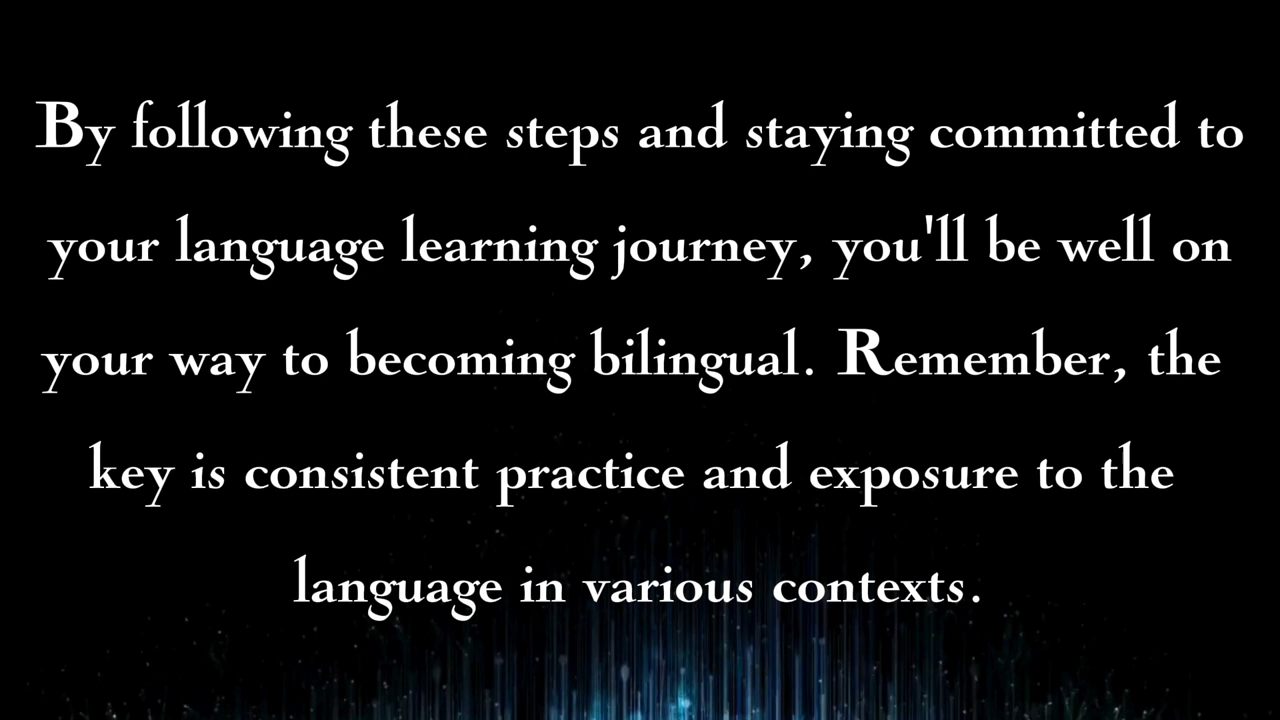 By following these steps and staying committed to
your language learning journey, you'll be well on
your way to becoming bilingual. Remember, the
key is consistent practice and exposure to the
language in various contexts.